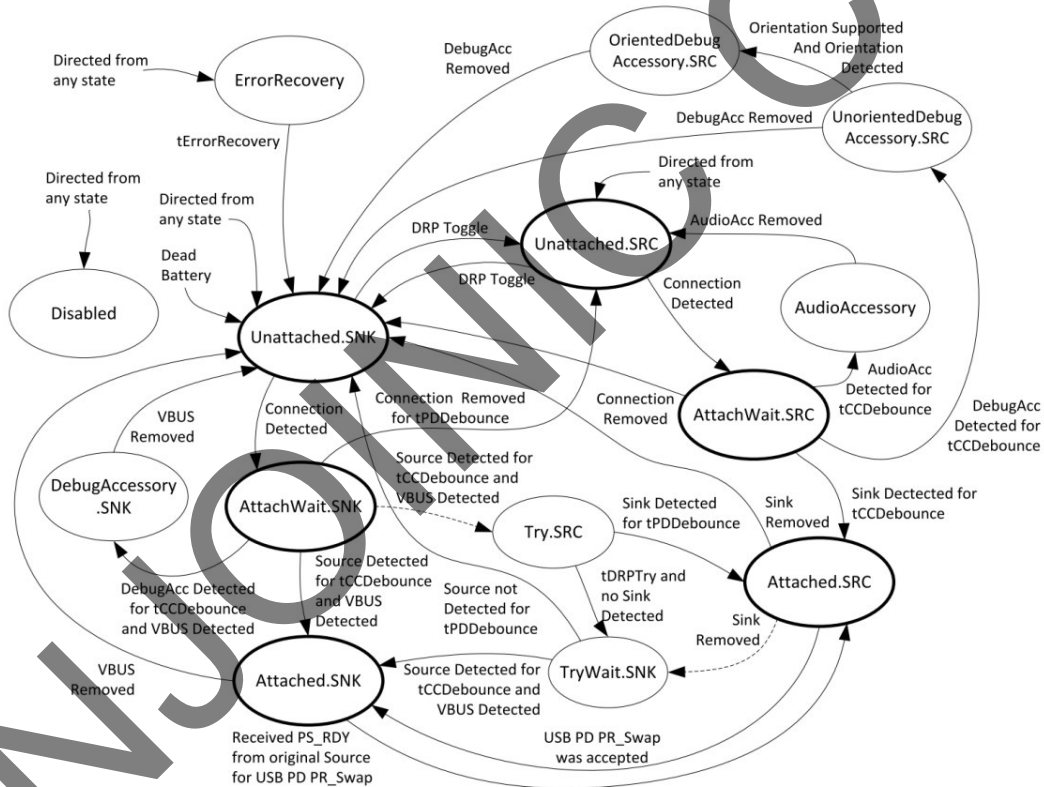 DebugAcc
Removed
OrientedDebug
Accessory.SRC
Orientation Supported
And Orientation
Detected
Directed from
any state
ErrorRecovery
DebugAcc Removed
UnorientedDebug
Accessory.SRC
tErrorRecovery
Directed from
any state
Directed from
any state
Directed from
any state
DRP Toggle
Unattached.SRC
AudioAcc Removed
Dead
Battery
DRP Toggle
Connection
Detected
Disabled
AudioAccessory
Unattached.SNK
AudioAcc
Detected for
tCCDebounce
VBUS
Removed
Connection
Detected
Connection Removed
for tPDDebounce
Connection
Removed
AttachWait.SRC
DebugAcc
Detected for
tCCDebounce
Source Detected for
tCCDebounce and
VBUS Detected
DebugAccessory
.SNK
AttachWait.SNK
Try.SRC
Sink Detected
for tPDDebounce
Sink
Removed
Sink Dectected for
tCCDebounce
DebugAcc Detected
for tCCDebounce
and VBUS Detected
Source Detected
for tCCDebounce
and VBUS
Detected
Source not
Detected for
tPDDebounce
tDRPTry and
no Sink
Detected
Attached.SRC
Sink
Removed
VBUS
Removed
Attached.SNK
Source Detected for
tCCDebounce and
VBUS Detected
TryWait.SNK
Received PS_RDY
from original Source
for USB PD PR_Swap
USB PD PR_Swap
was accepted
NJOINIC C